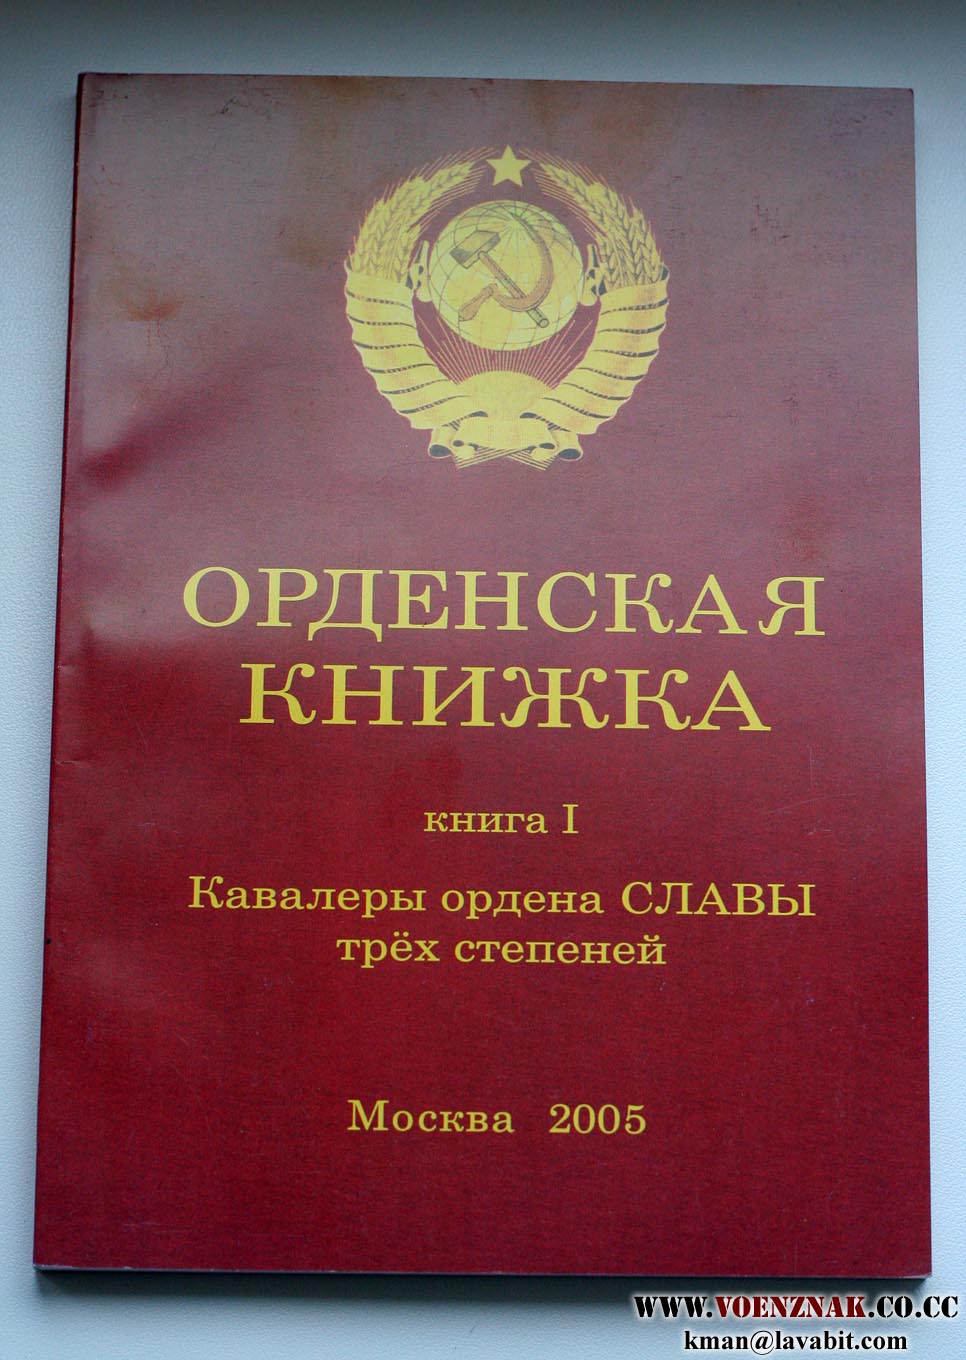 ОРДЕНСКАЯ
КНИЖКА
книга I
Кавалеры ордена СЛАВЫ
трёх степеней
Москва 2005
WWW.VOENZNAK.CO.CC
kman@lavabit.com